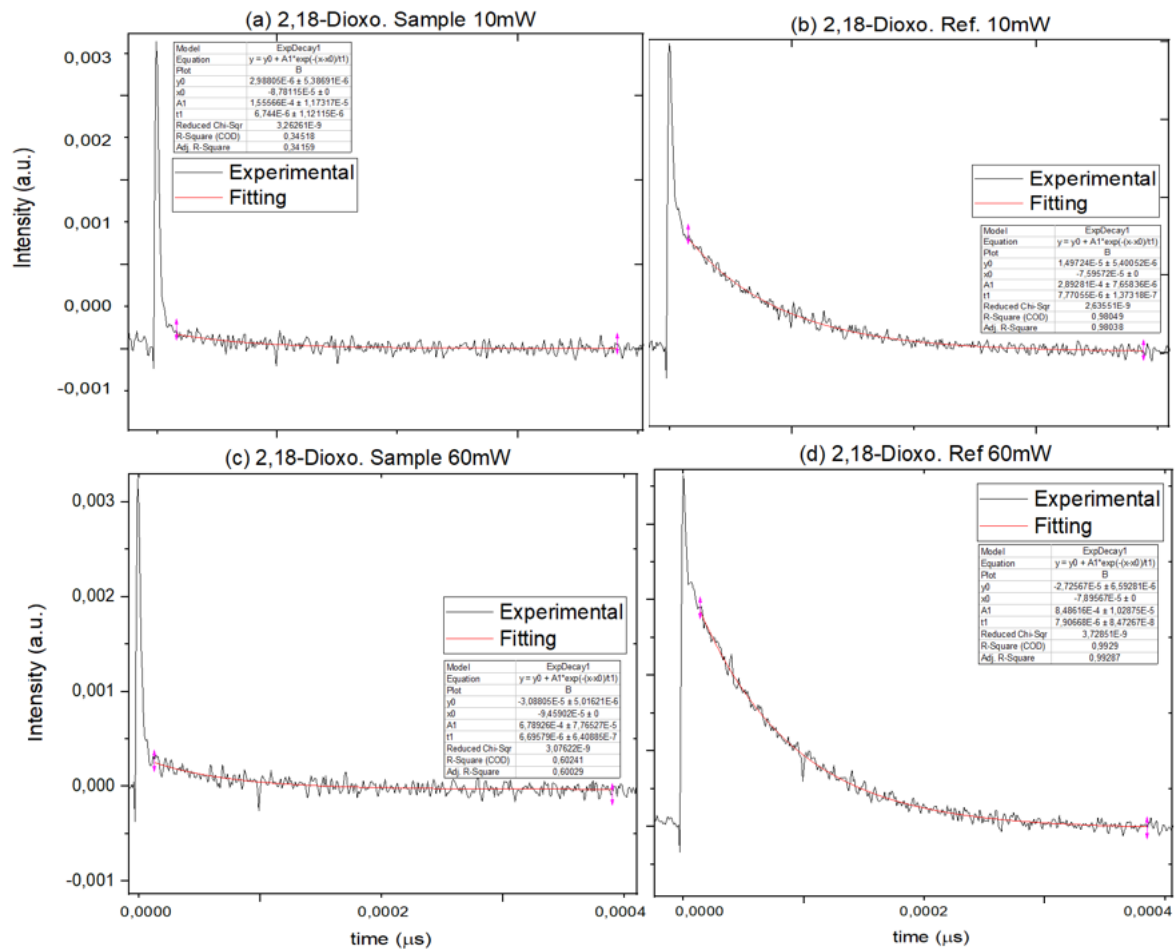 (a) 2,18-Dioxo. Sample 10mW
0,003
0,002
0,001
0,000
-0,001
Intensity (a.u.)
Model ExpDecay1
Equation y = y0 + A1*exp(-(x-x0)/t1)
Plot B
y0 2,98805E-6 ± 5,38691E-6
x0 -8,78115E-5 ± 0
A1 1,55566E-4 ± 1,17317E-5
t1 6,744E-6 ± 1,12115E-6
Reduced Chi-Sqr 3,26261E-9
R-Square (COD) 0,34518
Adj. R-Square 0,34159
Experimental
Fitting
(b) 2,18-Dioxo. Ref. 10mW
Experimental
Fitting
Model ExpDecay1
Equation y = y0 + A1*exp(-(x-x0)/t1)
Plot B
y0 1,49724E-5 ± 5,40052E-6
x0 -7,59572E-5 ± 0
A1 2,89281E-4 ± 7,65836E-6
t1 7,77055E-6 ± 1,37318E-7
Reduced Chi-Sqr 2,63551E-9
R-Square (COD) 0,98049
Adj. R-Square 0,98038
(c) 2,18-Dioxo. Sample 60mW
0,003
0,002
0,001
0,000
-0,001
Intensity (a.u.)
Experimental
Fitting
Model ExpDecay1
Equation y = y0 + A1*exp(-(x-x0)/t1)
Plot B
y0 -3,08805E-5 ± 5,01621E-6
x0 -9,45902E-5 ± 0
A1 6,78926E-4 ± 7,76527E-5
t1 6,69579E-6 ± 6,40885E-7
Reduced Chi-Sqr 3,07622E-9
R-Square (COD) 0,60241
Adj. R-Square 0,60029
0,0000 0,0002 0,0004
time (μs)
(d) 2,18-Dioxo. Ref 60mW
Experimental
Fitting
Model ExpDecay1
Equation y = y0 + A1*exp(-(x-x0)/t1)
Plot B
y0 -2,72567E-5 ± 6,59281E-6
x0 -7,89567E-5 ± 0
A1 8,48616E-4 ± 1,02875E-5
t1 7,90668E-6 ± 8,47267E-8
Reduced Chi-Sqr 3,72851E-9
R-Square (COD) 0,9929
Adj. R-Square 0,99287
0,0000 0,0002 0,0004
time (μs)